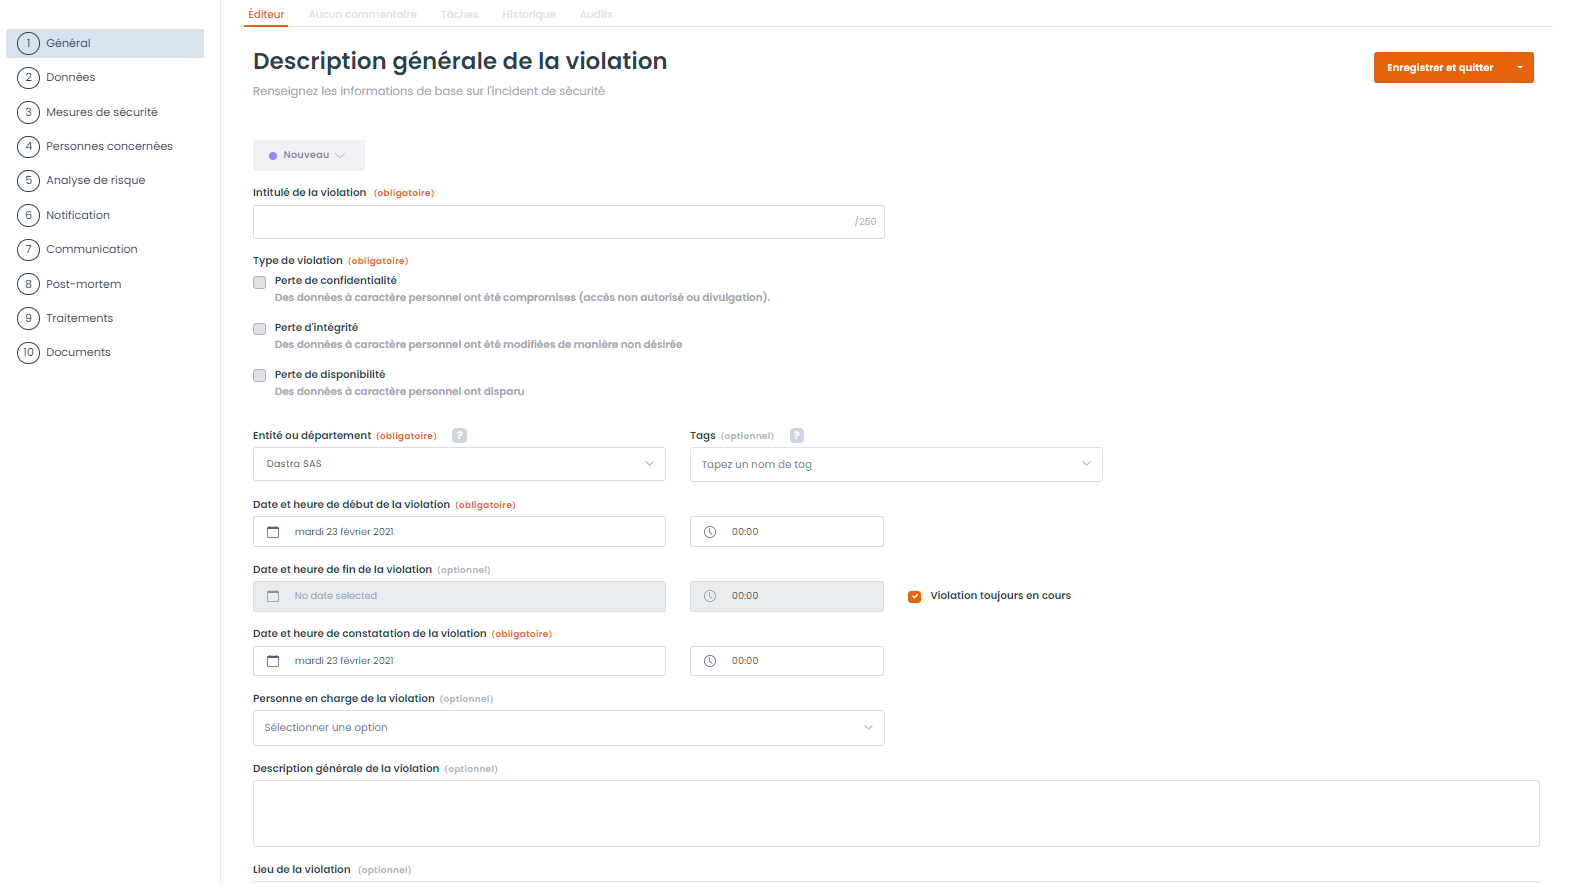 Éditeur Aucun commentaire Tâches Historique Audits
1 Général
2 Données
3 Mesures de sécurité
4 Personnes concernées
5 Analyse de risque
6 Notification
7 Communication
8 Post-mortem
9 Traitements
10 Documents
Description générale de la violation
Enregistrer et quitter
Renseignez les informations de base sur l'incident de sécurité
Nouveau
Intitulé de la violation (obligatoire)
/250
Type de violation (obligatoire)
Perte de confidentialité
Des données à caractère personnel ont été compromises (accès non autorisé ou divulgation).
Perte d'intégrité
Des données à caractère personnel ont été modifiées de manière non désirée
Perte de disponibilité
Des données à caractère personnel ont disparu
Entité ou département (obligatoire) ? Tags (optionnel) ?
Dastra SAS Tapez un nom de tag
Date et heure de début de la violation (obligatoire)
mardi 23 février 2021 00:00
Date et heure de fin de la violation (optionnel)
No date selected 00:00 Violation toujours en cours
Date et heure de constatation de la violation (obligatoire)
mardi 23 février 2021 00:00
Personne en charge de la violation (optionnel)
Sélectionner une option
Description générale de la violation (optionnel)
Lieu de la violation (optionnel)